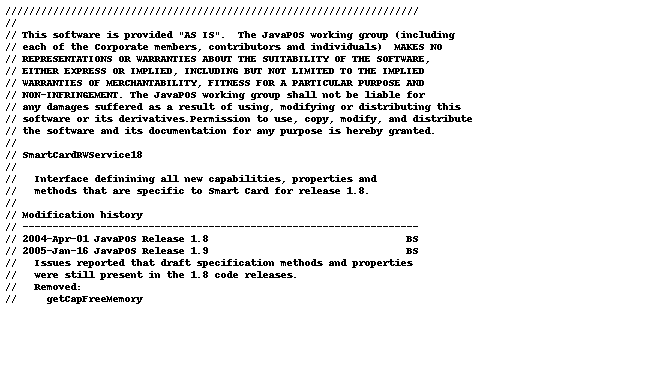 //////////////////////////////////////////////////////////////////////
//
// This software is provided "AS IS".  The JavaPOS working group (including
// each of the Corporate members, contributors and individuals)  MAKES NO
// REPRESENTATIONS OR WARRANTIES ABOUT THE SUITABILITY OF THE SOFTWARE,
// EITHER EXPRESS OR IMPLIED, INCLUDING BUT NOT LIMITED TO THE IMPLIED
// WARRANTIES OF MERCHANTABILITY, FITNESS FOR A PARTICULAR PURPOSE AND
// NON-INFRINGEMENT. The JavaPOS working group shall not be liable for
// any damages suffered as a result of using, modifying or distributing this
// software or its derivatives.Permission to use, copy, modify, and distribute
// the software and its documentation for any purpose is hereby granted.
//
// SmartCardRWService18
//
//   Interface definining all new capabilities, properties and
//   methods that are specific to Smart Card for release 1.8.
//
// Modification history
// ------------------------------------------------------------------
// 2004-Apr-01 JavaPOS Release 1.8                                 BS
// 2005-Jan-16 JavaPOS Release 1.9                                 BS
//   Issues reported that draft specification methods and properties
//   were still present in the 1.8 code releases.
//   Removed:
//     getCapFreeMemory